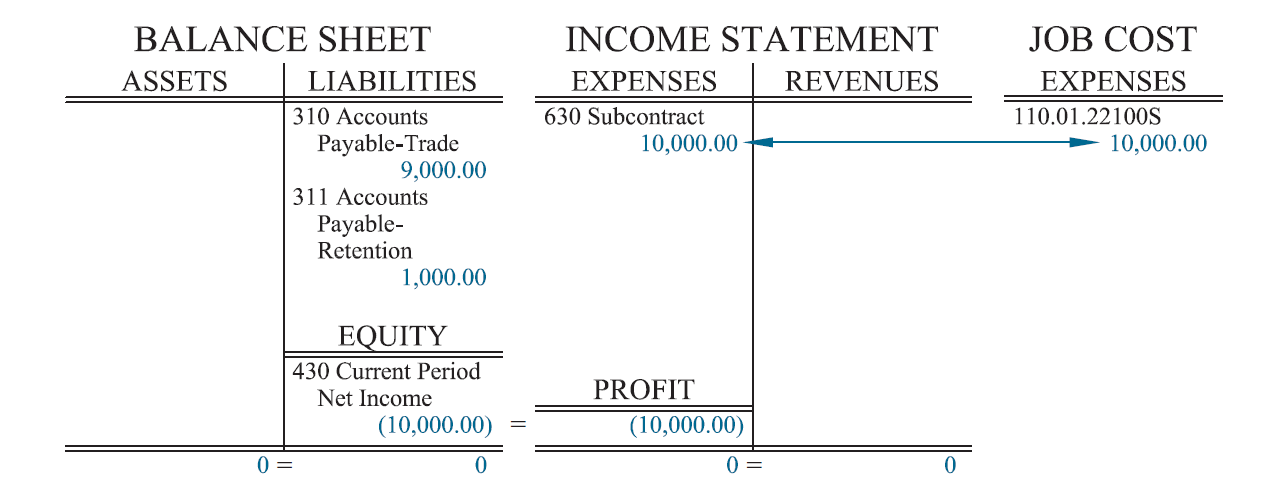 BALANCE SHEET
ASSETS
LIABILITIES
310 Accounts
Payable-Trade
9,000.00
311 Accounts
Payable-
Retention
1,000.00
EQUITY
430 Current Period
Net Income
(10,000.00) =
0 = 0
INCOME STATEMENT
EXPENSES
REVENUES
630 Subcontract
10,000.00
PROFIT
(10,000.00)
0 = 0
JOB COST
EXPENSES
110.01.22100S
10,000.00